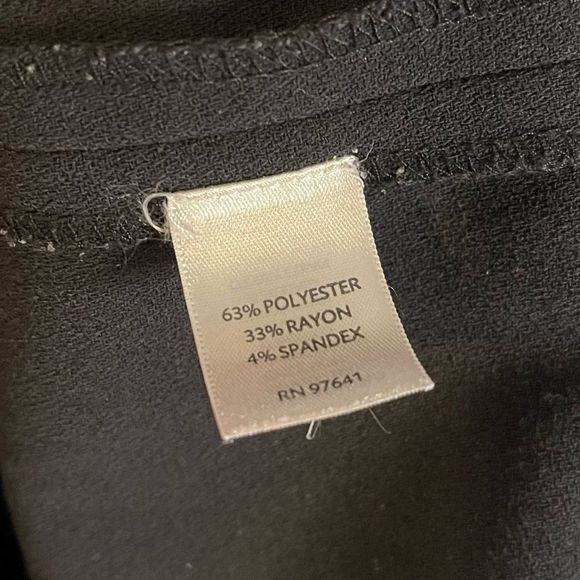 63% POLYESTER
33% RAYON
4% SPANDEX
RN 97641